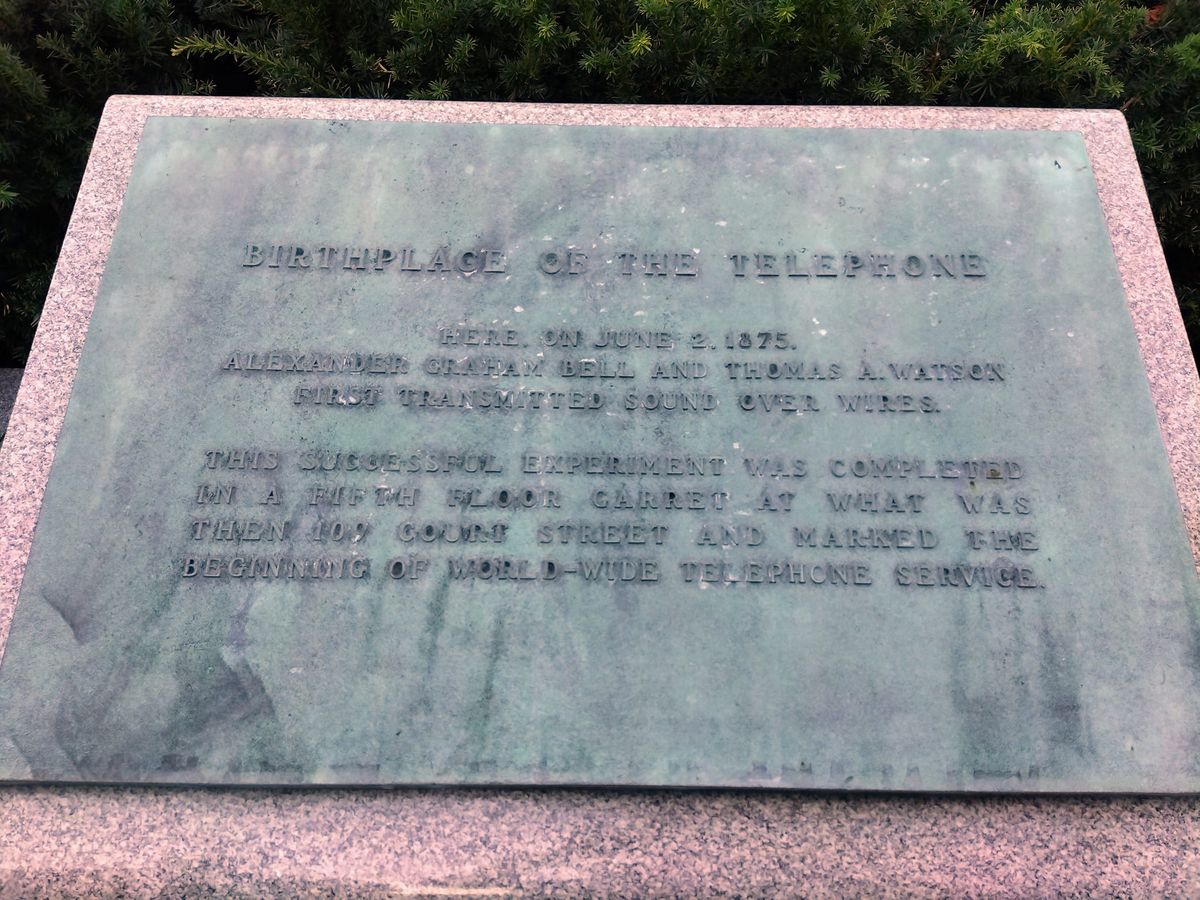 BIRTHPLACE OF THE TELEPHONE
HERE, ON JUNE 2, 1875,
ALEXANDER GRAHAM BELL AND THOMAS A. WATSON
FIRST TRANSMITTED SOUND OVER WIRES.
THIS SUCCESSFUL EXPERIMENT WAS COMPLETED
IN A FIFTH FLOOR GARRET AT WHAT WAS
THEN 109 COURT STREET AND MARKED THE
BEGINNING OF WORLD-WIDE TELEPHONE SERVICE.